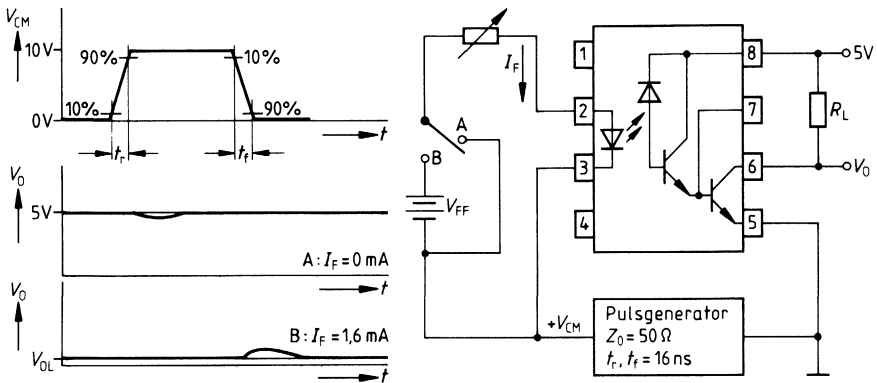 V_CM
10V
90%
10%
10%
90%
0V
t
t_r
t_f
V_O
5V
A: I_F = 0 mA
t
V_O
B: I_F = 1,6 mA
V_OL
t
I_F
A
B
V_FF
1
2
3
4
8
7
6
5
5V
R_L
V_O
+V_CM
Pulsgenerator
Z_0 = 50 Ω
t_r, t_f = 16 ns